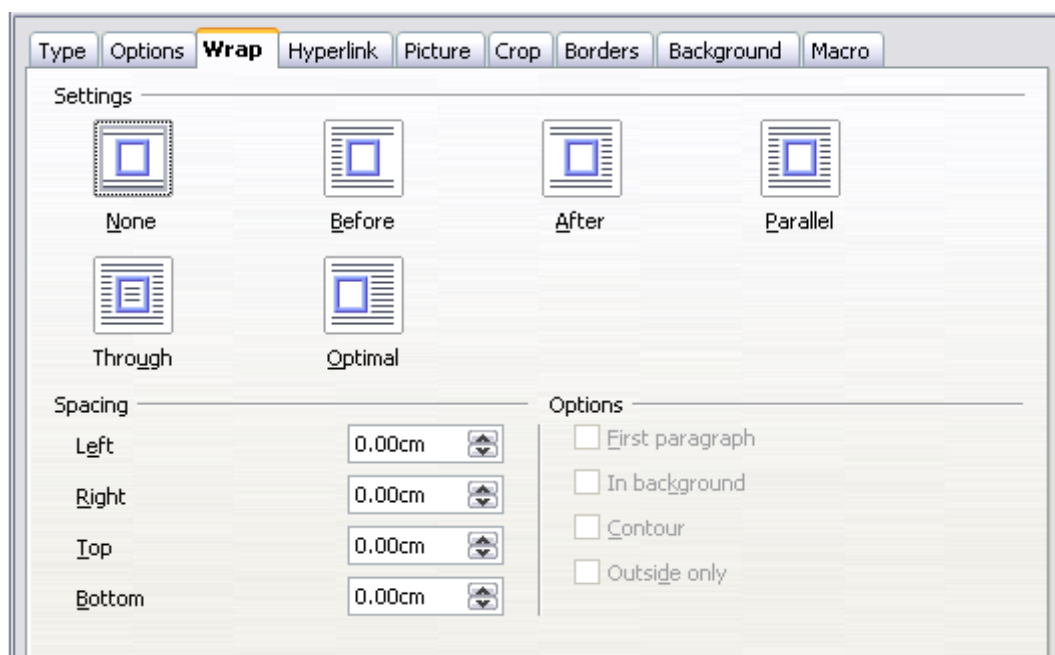 Type Options Wrap Hyperlink Picture Crop Borders Background Macro
Settings
None Before After Parallel
Through Optimal
Spacing
Left 0.00cm
Right 0.00cm
Top 0.00cm
Bottom 0.00cm
Options
First paragraph
In background
Contour
Outside only